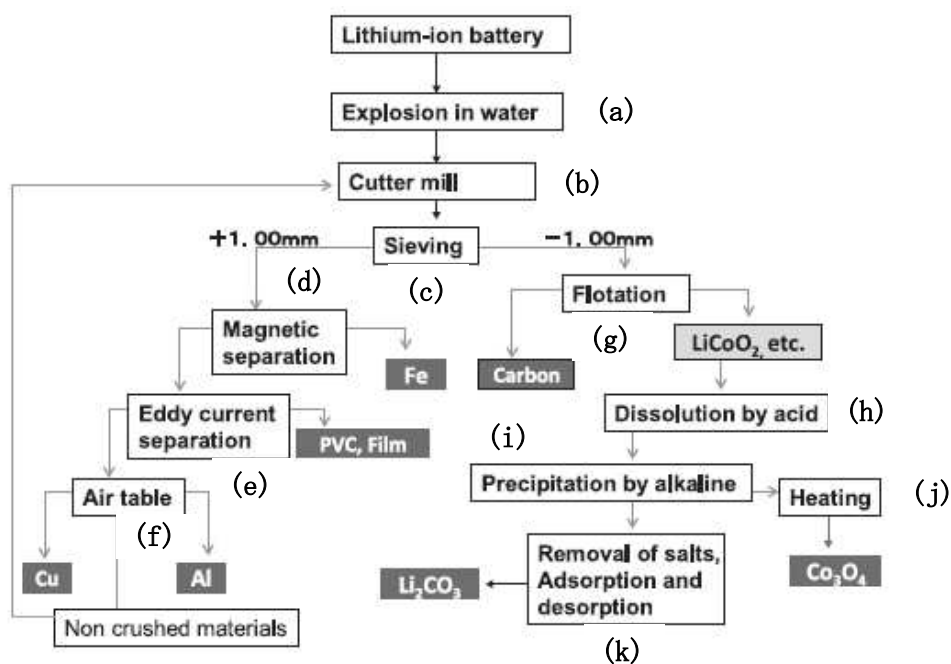 Lithium-ion battery
Explosion in water
(a)
Cutter mill
(b)
+1. 00mm
Sieving
−1. 00mm
(d)
(c)
Flotation
(g)
Magnetic
separation
Fe
Carbon
LiCoO₂, etc.
Eddy current
separation
PVC, Film
(e)
Dissolution by acid
(h)
(i)
Air table
(f)
Precipitation by alkaline
Heating
(j)
Cu
Al
Non crushed materials
Li₂CO₃
Removal of salts,
Adsorption and
desorption
Co₃O₄
(k)